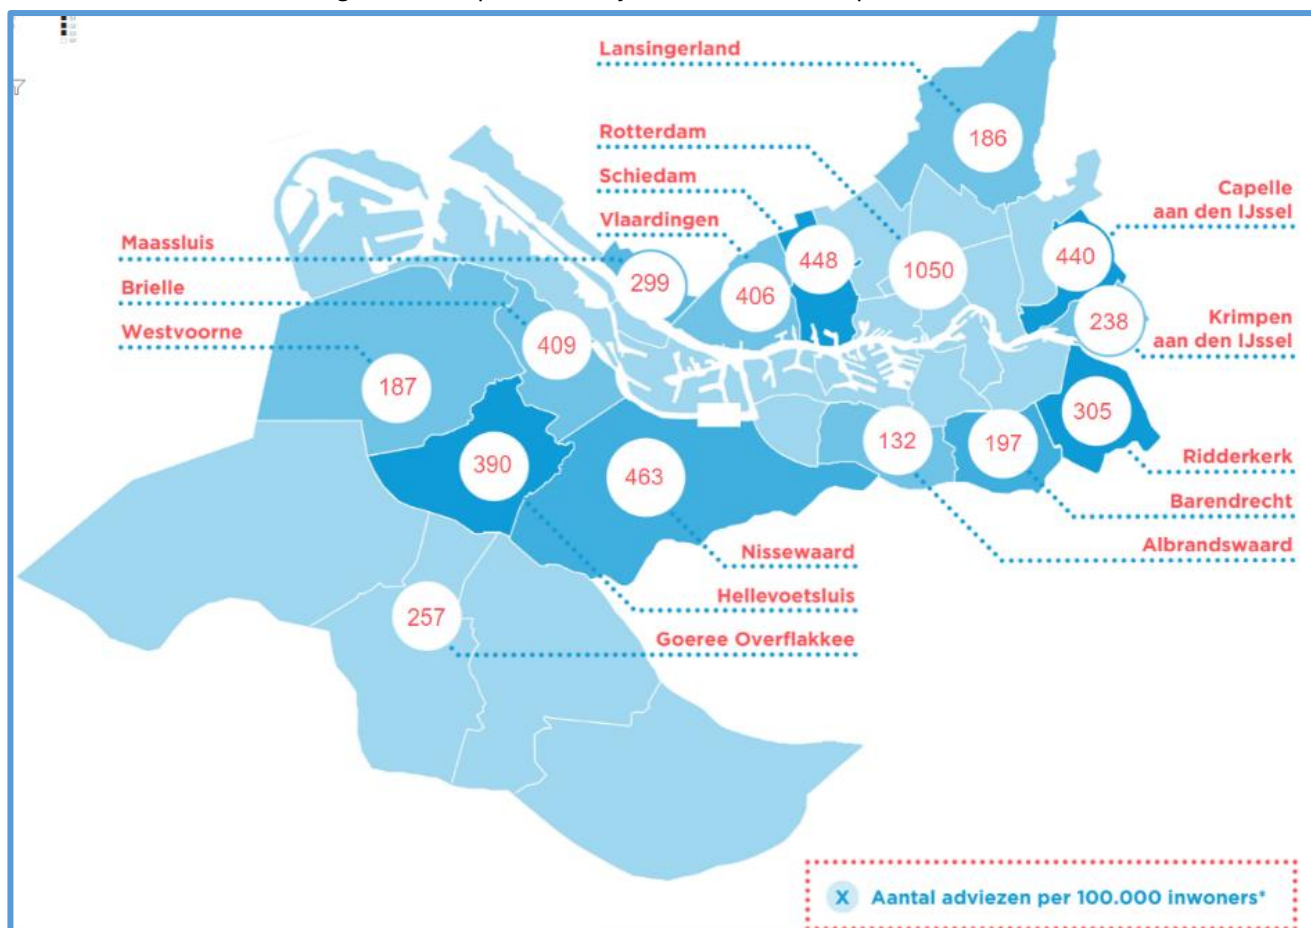 Lansingerland
186
Rotterdam
Schiedam
Capelle
aan den IJssel
Vlaardingen
Maassluis
448
1050
440
299
406
Brielle
238
Krimpen
aan den IJssel
409
Westvoorne
187
305
132
197
390
463
Ridderkerk
Barendrecht
Nissewaard
Albrandswaard
Hellevoetsluis
257
Goeree Overflakkee
X Aantal adviezen per 100.000 inwoners*